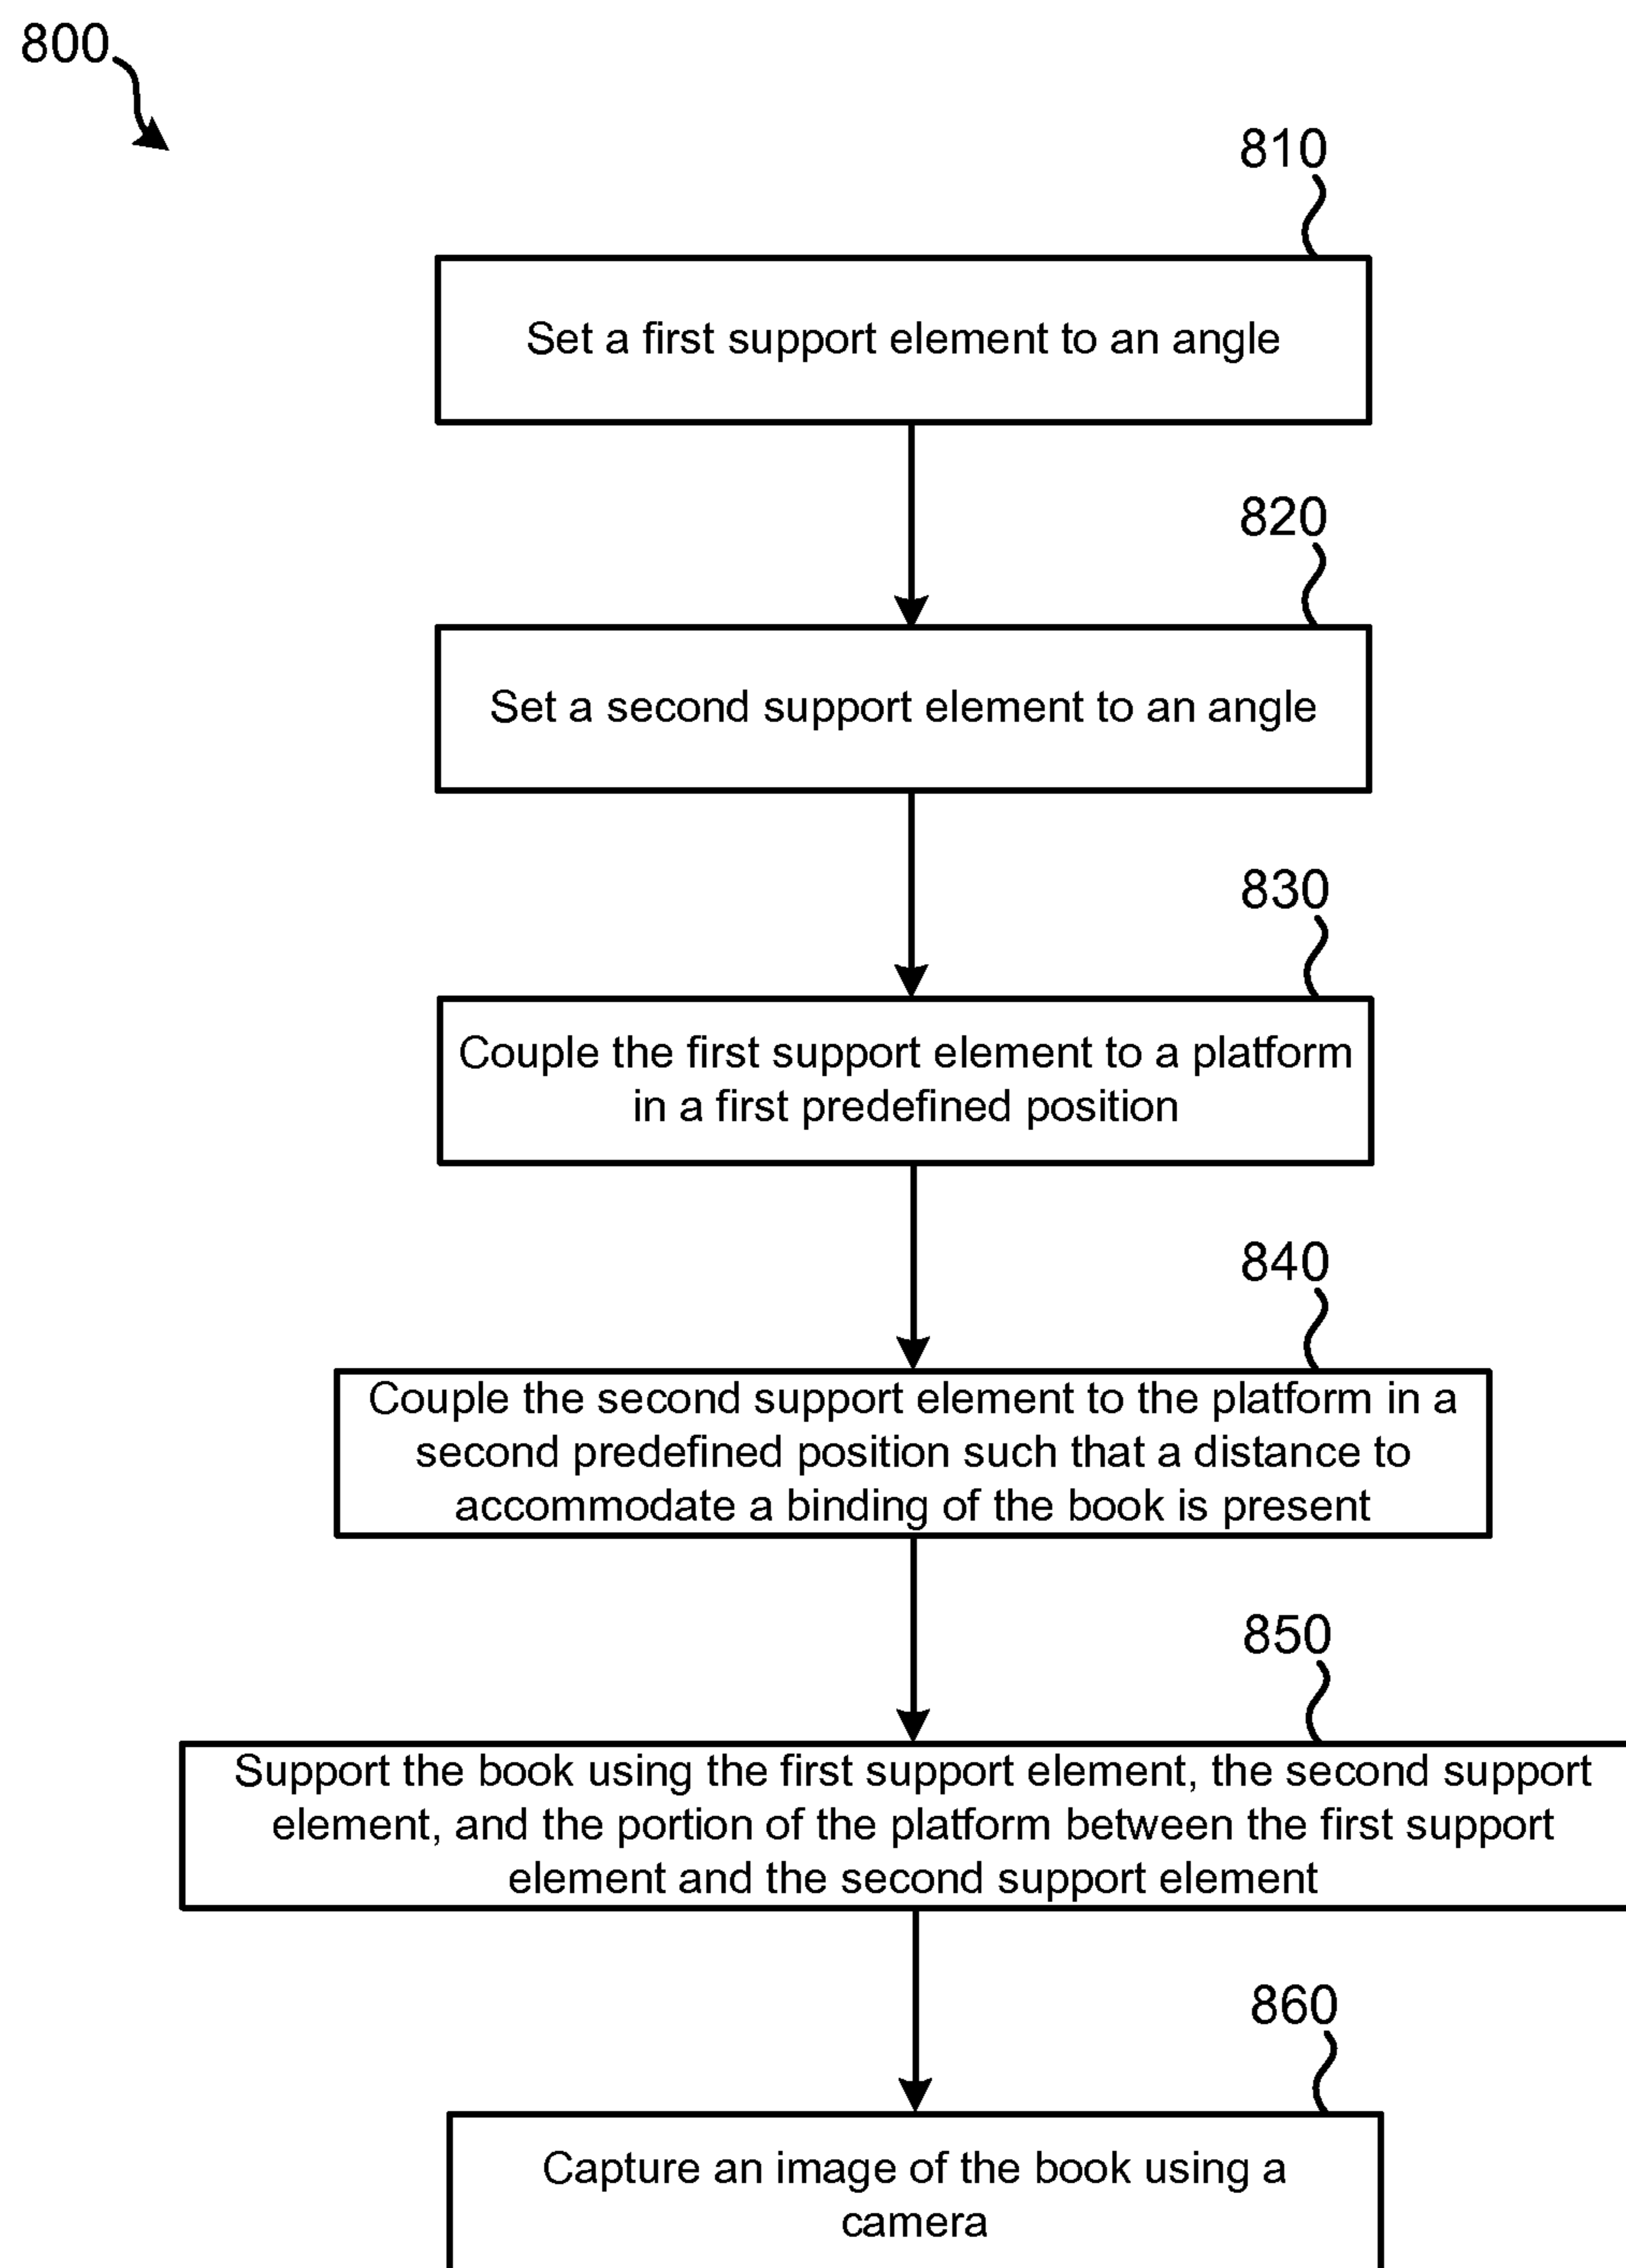 800
810
Set a first support element to an angle
820
Set a second support element to an angle
830
Couple the first support element to a platform
in a first predefined position
840
Couple the second support element to the platform in a
second predefined position such that a distance to
accommodate a binding of the book is present
850
Support the book using the first support element, the second support
element, and the portion of the platform between the first support
element and the second support element
860
Capture an image of the book using a
camera